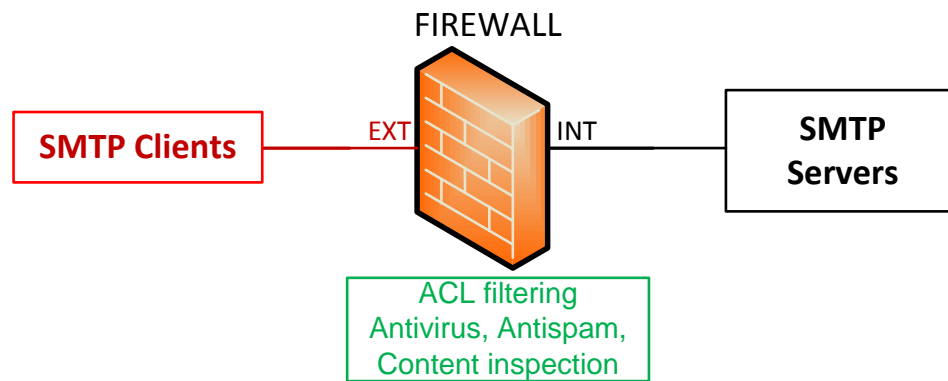 FIREWALL
SMTP Clients
EXT
INT
SMTP
Servers
ACL filtering
Antivirus, Antispam,
Content inspection